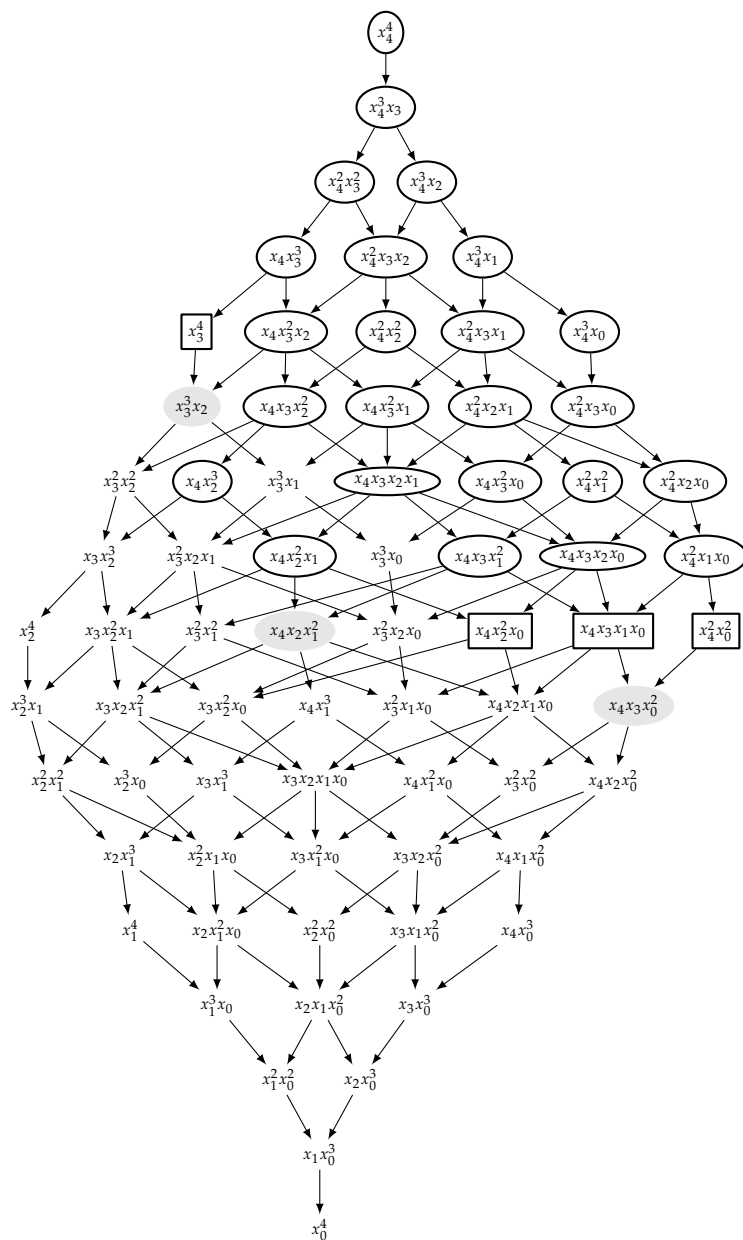 x_4^4
x_4^3x_3
x_4^2x_3^2 x_4^3x_2
x_4x_3^3 x_4^2x_3x_2 x_4^3x_1
x_3^4 x_4x_3^2x_2 x_4^2x_2^2 x_4^2x_3x_1 x_4^3x_0
x_3^3x_2 x_4x_3x_2^2 x_4x_3^2x_1 x_4^2x_2x_1 x_4^2x_3x_0
x_3^2x_2^2 x_4x_2^3 x_3^3x_1 x_4x_3x_2x_1 x_4x_3^2x_0 x_4^2x_1^2 x_4^2x_2x_0
x_3x_2^3 x_3^2x_2x_1 x_4x_2^2x_1 x_3^3x_0 x_4x_3x_1^2 x_4x_3x_2x_0 x_4^2x_1x_0
x_2^4 x_3x_2^2x_1 x_3^2x_1^2 x_4x_2x_1^2 x_3^2x_2x_0 x_4x_2^2x_0 x_4x_3x_1x_0 x_4^2x_0^2
x_2^3x_1 x_3x_2x_1^2 x_3x_2^2x_0 x_4x_1^3 x_3^2x_1x_0 x_4x_2x_1x_0 x_4x_3x_0^2
x_2^2x_1^2 x_2^3x_0 x_3x_1^3 x_3x_2x_1x_0 x_4x_1^2x_0 x_3^2x_0^2 x_4x_2x_0^2
x_2x_1^3 x_2^2x_1x_0 x_3x_1^2x_0 x_3x_2x_0^2 x_4x_1x_0^2
x_1^4 x_2x_1^2x_0 x_2^2x_0^2 x_3x_1x_0^2 x_4x_0^3
x_1^3x_0 x_2x_1x_0^2 x_3x_0^3
x_1^2x_0^2 x_2x_0^3
x_1x_0^3
x_0^4